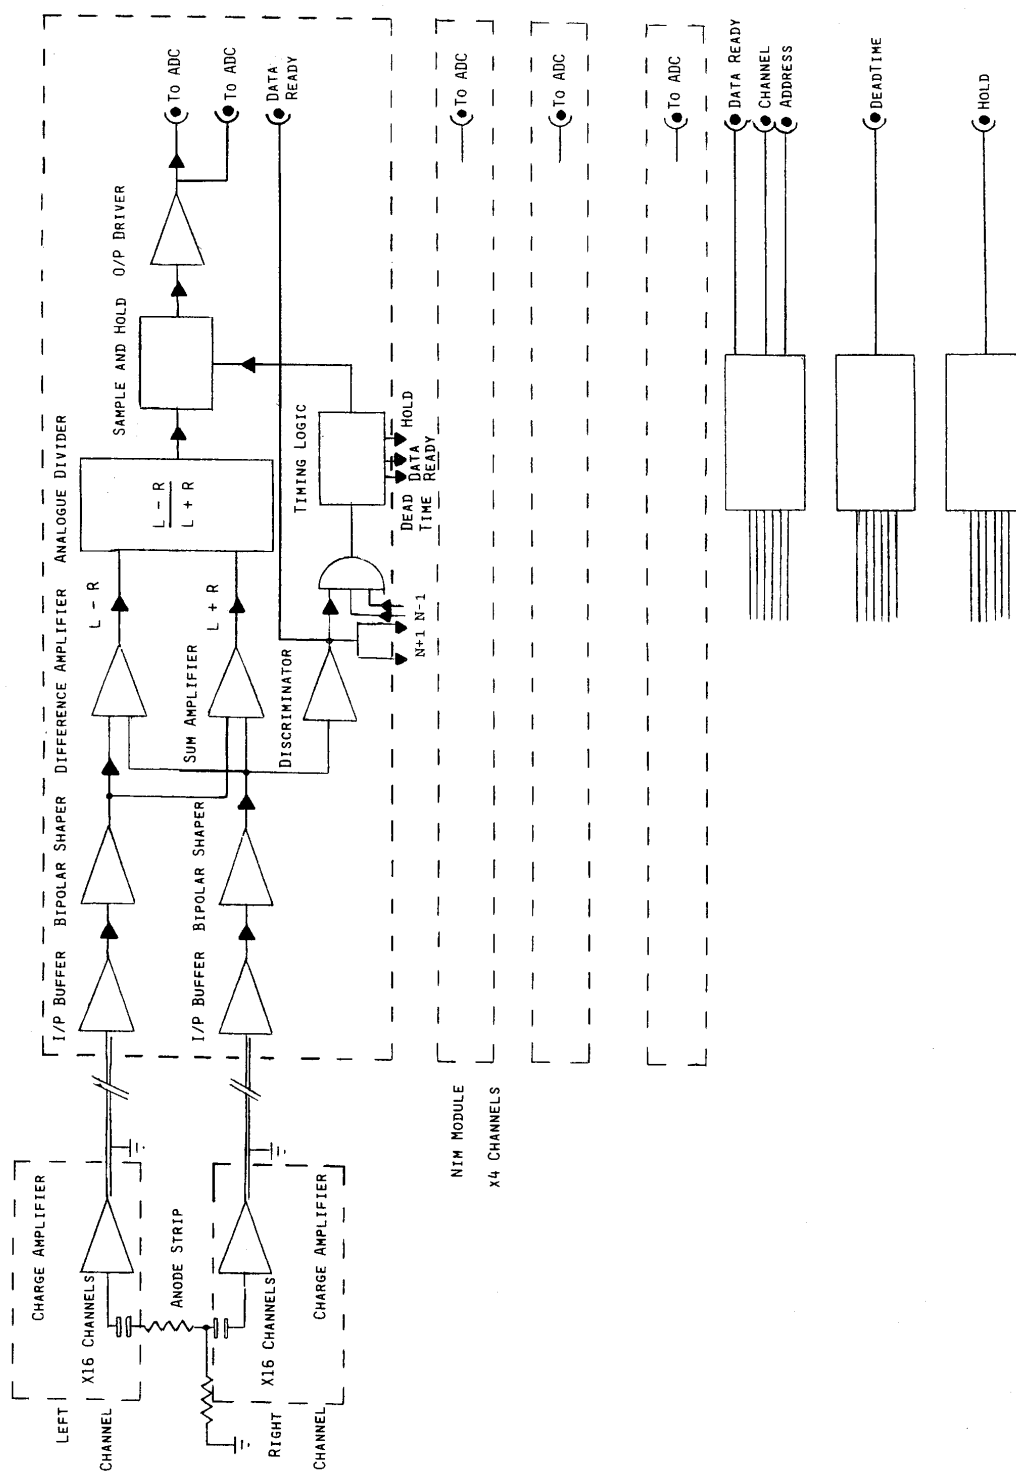 LEFT
CHANNEL
CHARGE AMPLIFIER
X16 CHANNELS
ANODE STRIP
X16 CHANNELS
CHARGE AMPLIFIER
RIGHT
CHANNEL
I/P BUFFER
BIPOLAR SHAPER
DIFFERENCE AMPLIFIER
ANALOGUE DIVIDER
SAMPLE AND HOLD
O/P DRIVER
I/P BUFFER
BIPOLAR SHAPER
SUM AMPLIFIER
DISCRIMINATOR
L - R
L + R
L - R
L + R
TIMING LOGIC
N+1
N-1
DEAD
TIME
DATA
READY
HOLD
TO ADC
TO ADC
DATA
READY
NIM MODULE
X4 CHANNELS
TO ADC
TO ADC
TO ADC
DATA READY
CHANNEL
ADDRESS
DEADTIME
HOLD